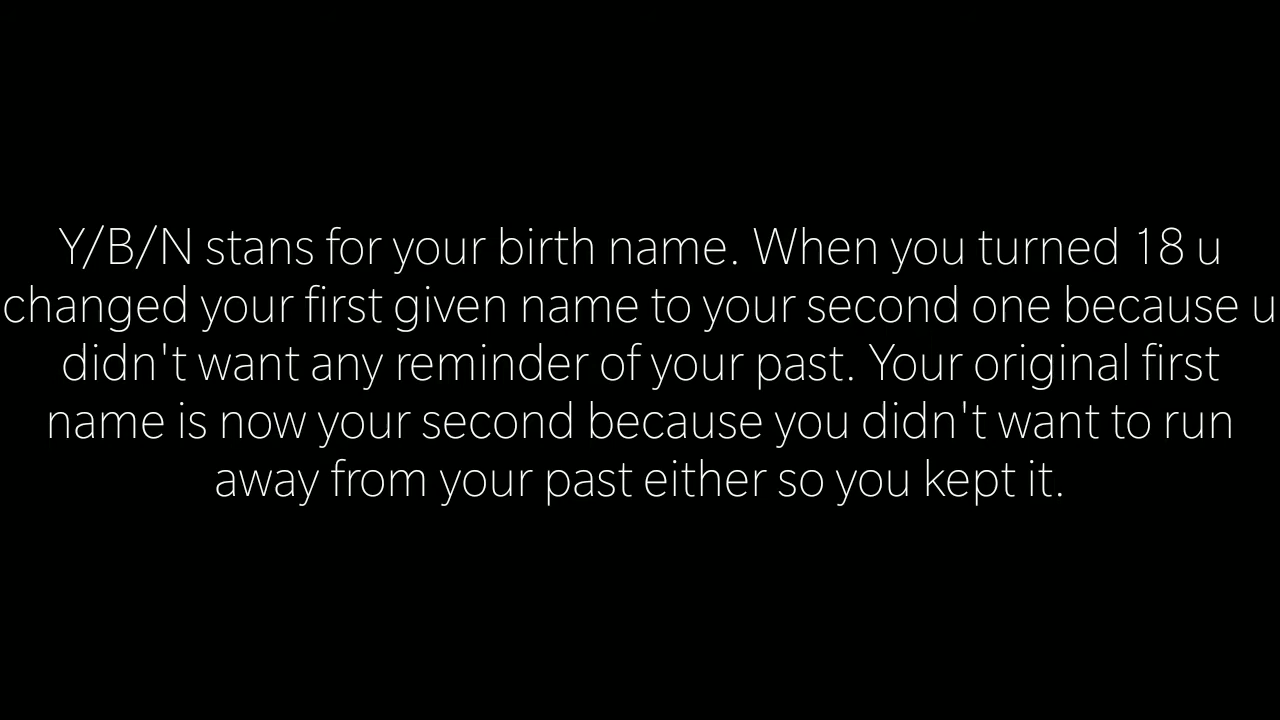 Y/B/N stans for your birth name. When you turned 18 u
changed your first given name to your second one because u
didn't want any reminder of your past. Your original first
name is now your second because you didn't want to run
away from your past either so you kept it.